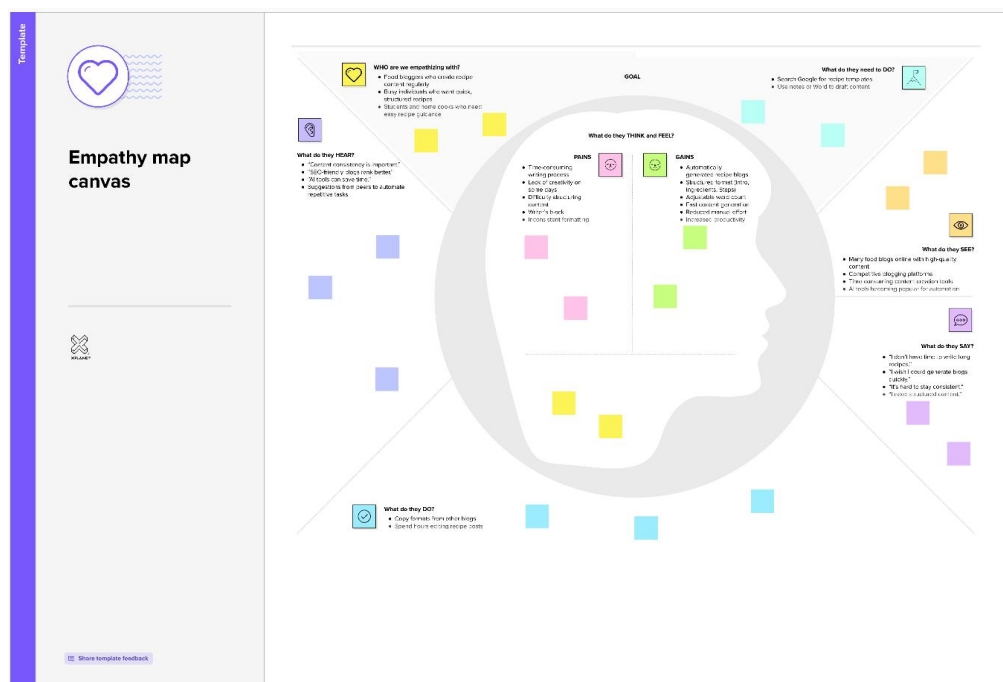 Template
Empathy map
canvas
XPLANE
Share template feedback
WHO are we empathizing with?
Food bloggers who create recipe
content regularly
Busy individuals who want quick,
structured recipes
Students and home cooks who need
easy recipe guidance
GOAL
What do they need to DO?
Search Google for recipe templates
Use notes or Word to draft content
What do they HEAR?
"Content consistency is important."
"SEO-friendly blogs rank better."
"AI tools can save time."
Suggestions from peers to automate
repetitive tasks
What do they THINK and FEEL?
PAINS
Time-consuming
writing process
Lack of creativity on
some days
Difficulty structuring
content
Writer's block
Inconsistent formatting
GAINS
Automatically
generated recipe blogs
Structured format (Intro,
Ingredients, Steps)
Adjustable word count
Fast content generation
Reduced manual effort
Increased productivity
What do they SEE?
Many food blogs online with high-quality
content
Competitive blogging platforms
Time consuming content creation tools
AI tools becoming popular for automation
What do they SAY?
"I don't have time to write long
recipes."
"I wish I could generate blogs
quickly."
"It's hard to stay consistent."
"I need structured content."
What do they DO?
Copy formats from other blogs
Spend hours editing recipe posts